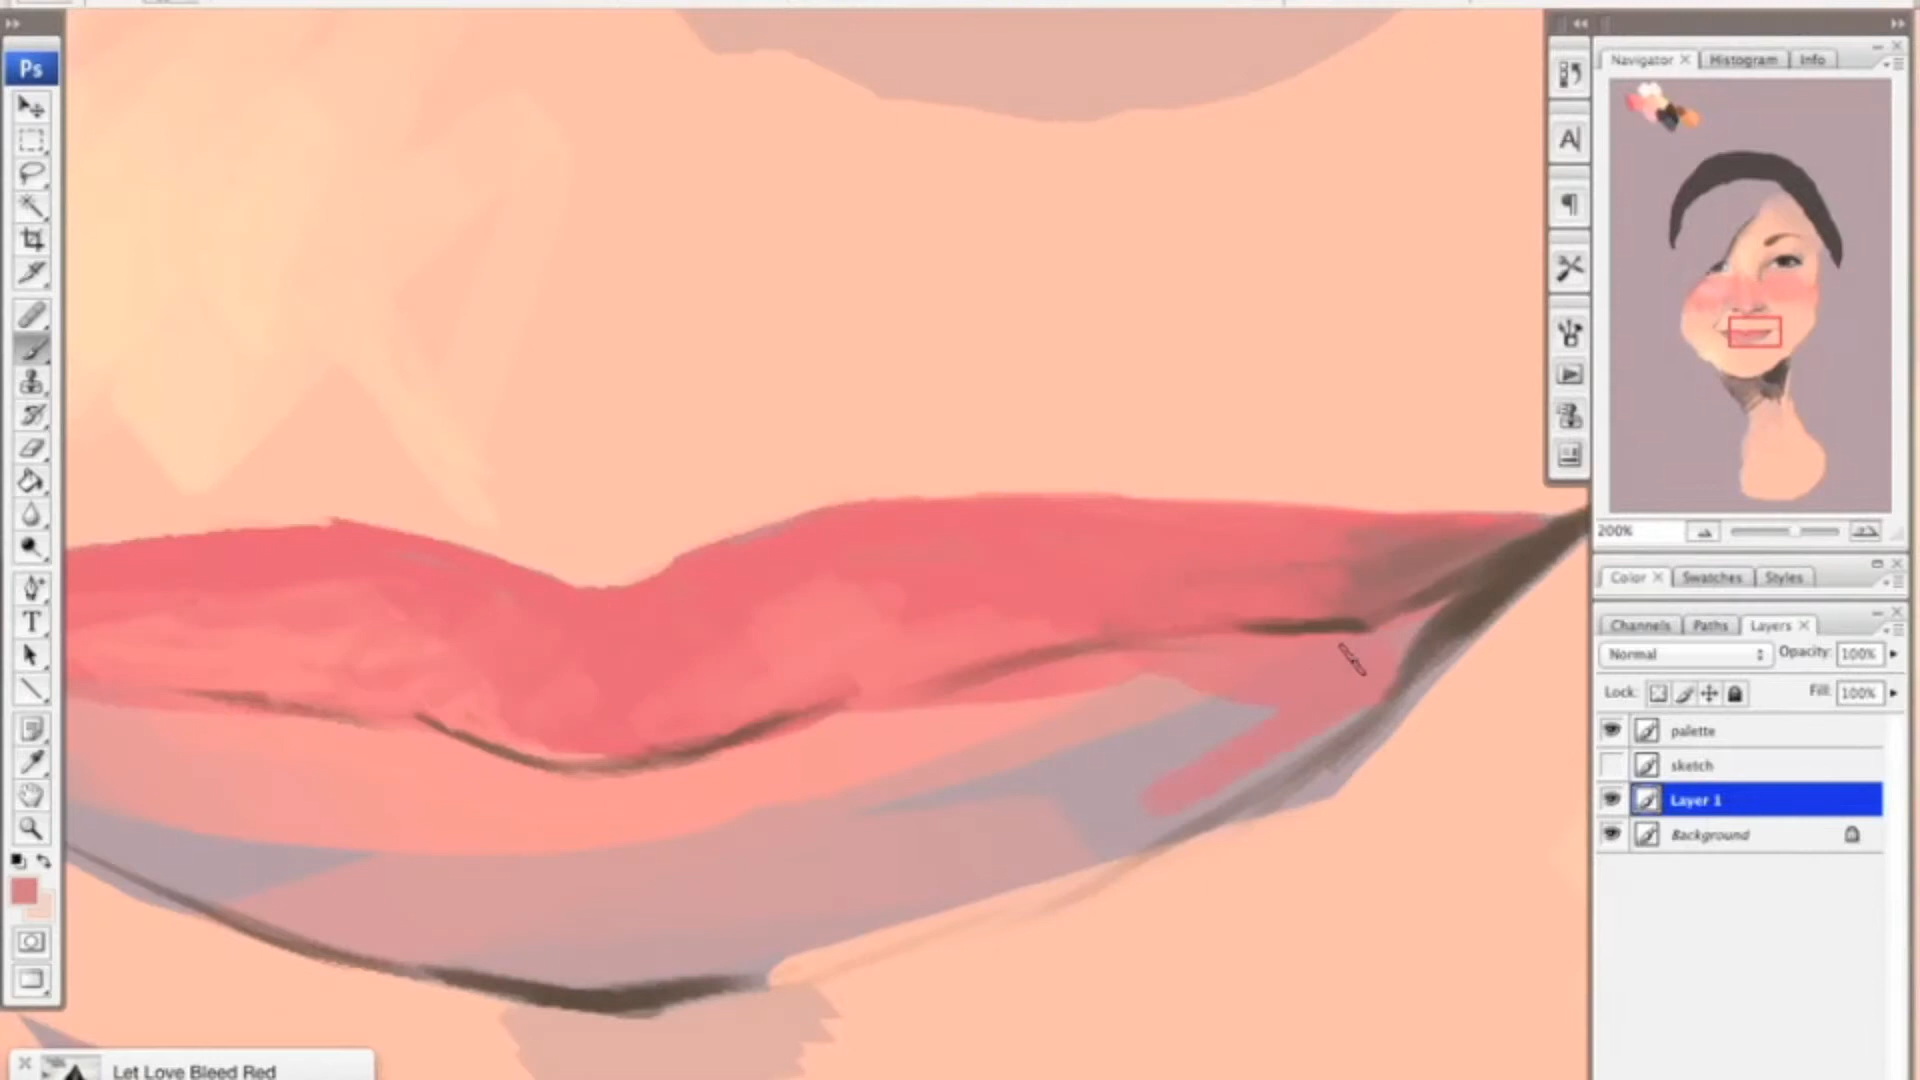 Ps
T
A
¶
Navigator
Histogram
Info
200%
Color
Swatches
Styles
Channels
Paths
Layers
Normal
Opacity: 100%
Lock:
Fill: 100%
palette
sketch
Layer 1
Background
Let Love Bleed Red